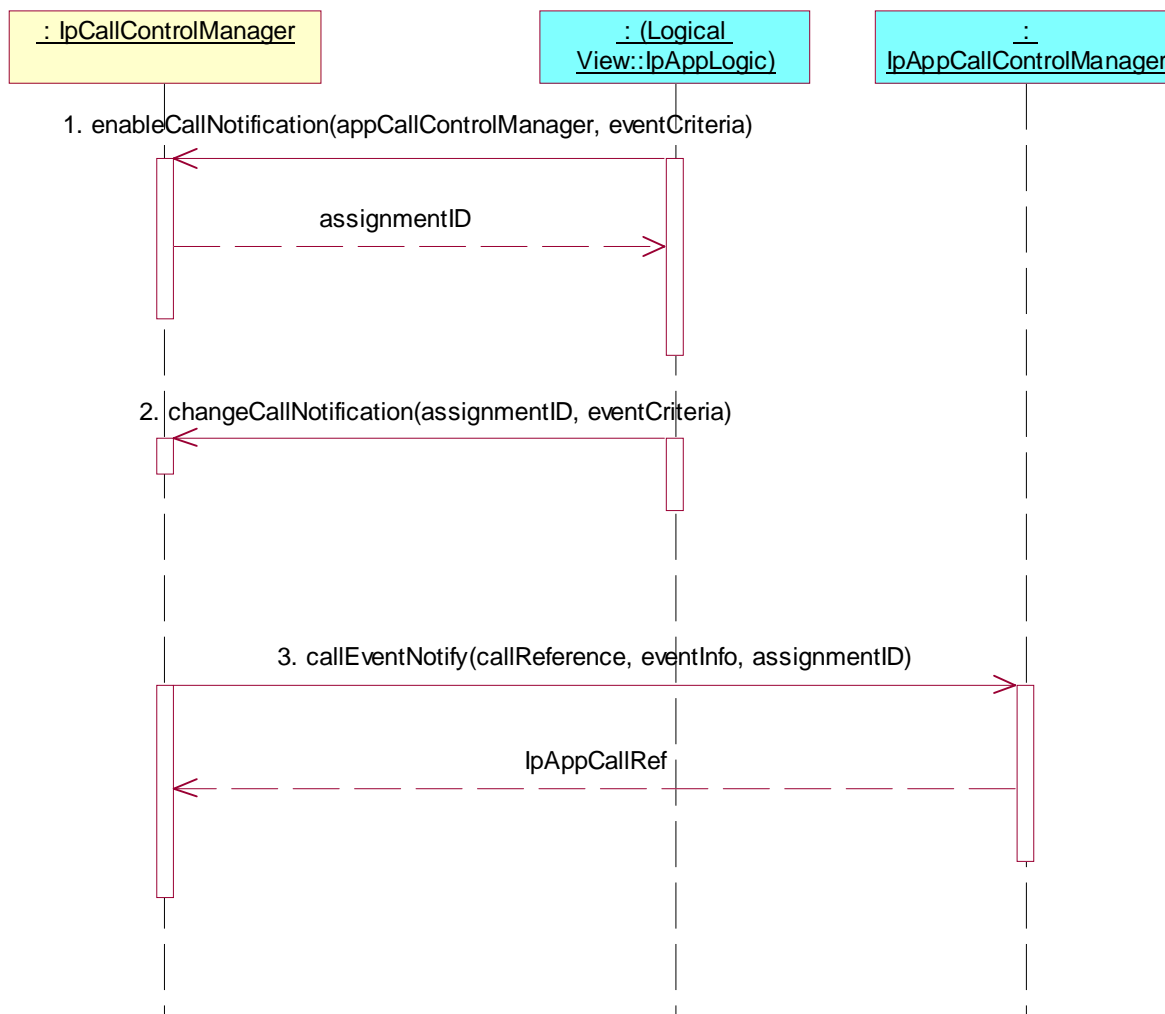 : IpCallControlManager
: (Logical
View::IpAppLogic)
:
IpAppCallControlManager
1. enableCallNotification(appCallControlManager, eventCriteria)
assignmentID
2. changeCallNotification(assignmentID, eventCriteria)
3. callEventNotify(callReference, eventInfo, assignmentID)
IpAppCallRef